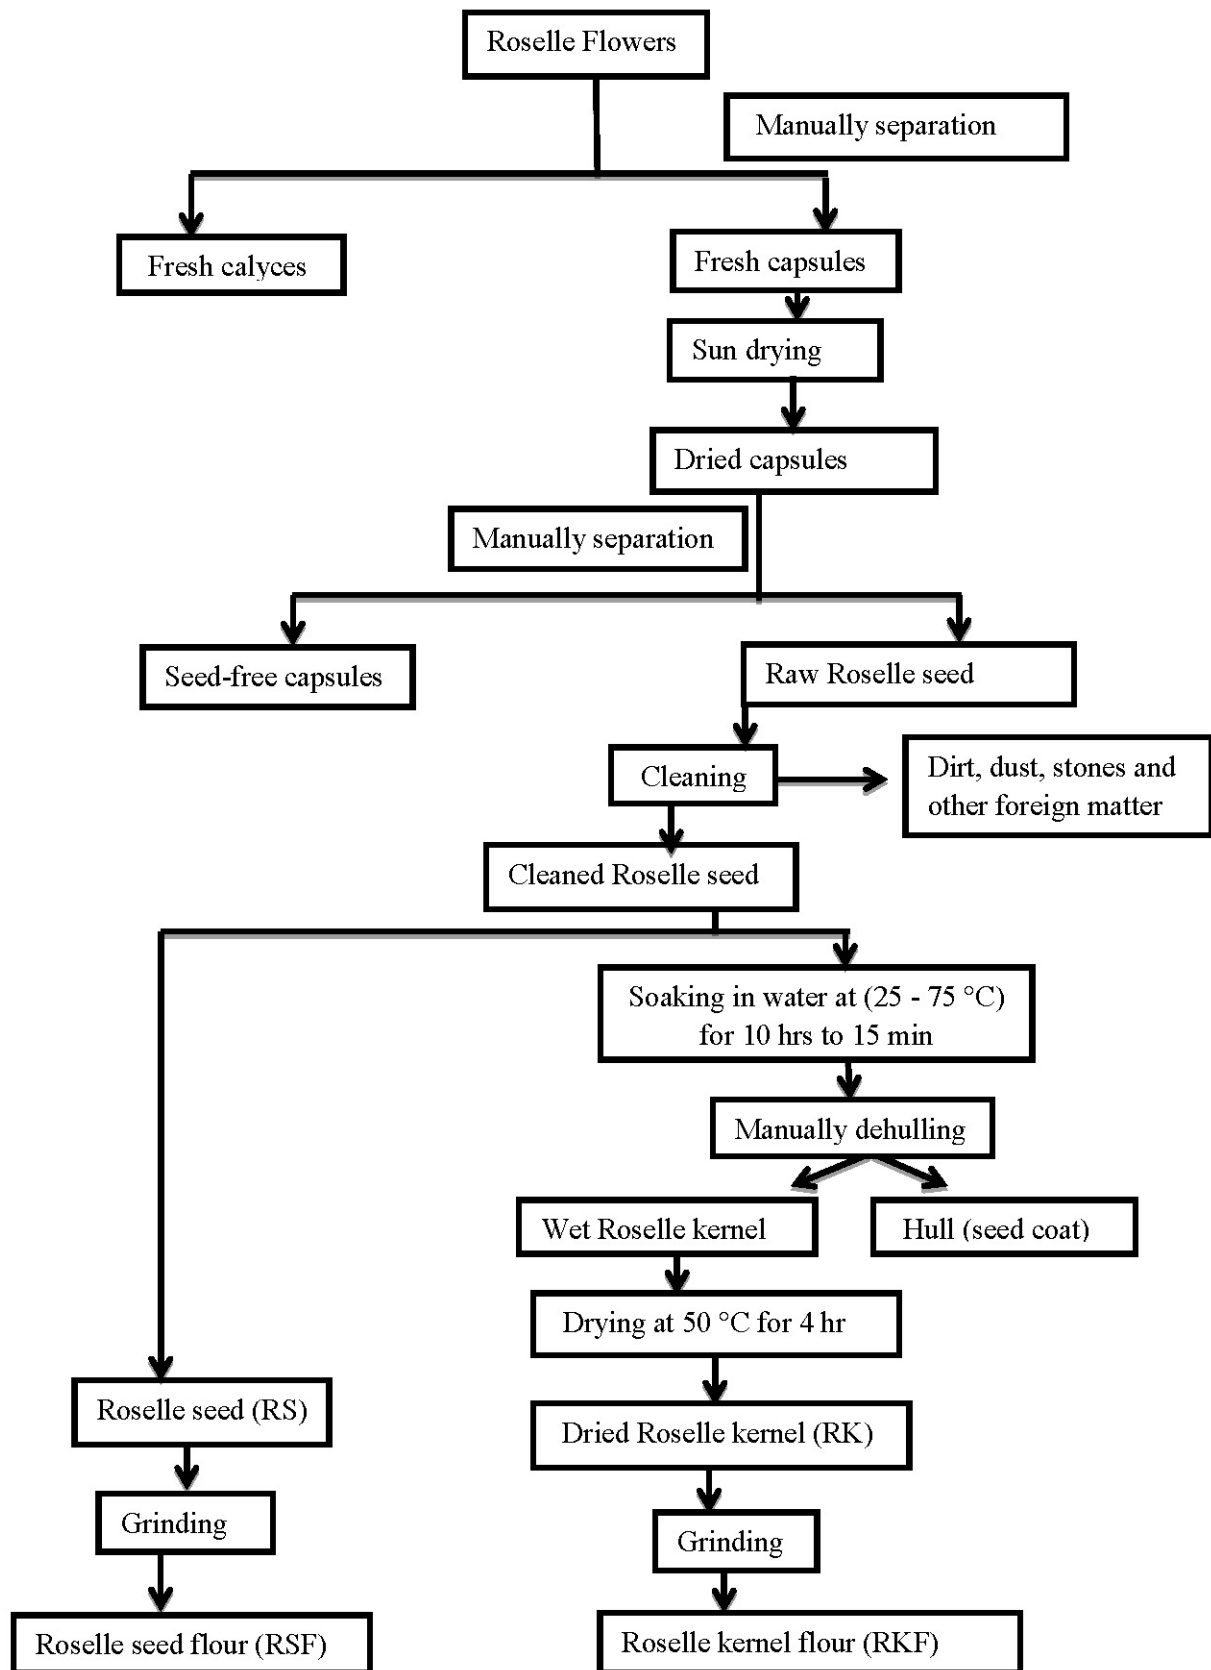 Roselle Flowers
Manually separation
Fresh calyces
Fresh capsules
Sun drying
Dried capsules
Manually separation
Seed-free capsules
Raw Roselle seed
Cleaning
Dirt, dust, stones and
other foreign matter
Cleaned Roselle seed
Soaking in water at (25 - 75 °C)
for 10 hrs to 15 min
Manually dehulling
Wet Roselle kernel
Hull (seed coat)
Drying at 50 °C for 4 hr
Roselle seed (RS)
Dried Roselle kernel (RK)
Grinding
Grinding
Roselle seed flour (RSF)
Roselle kernel flour (RKF)